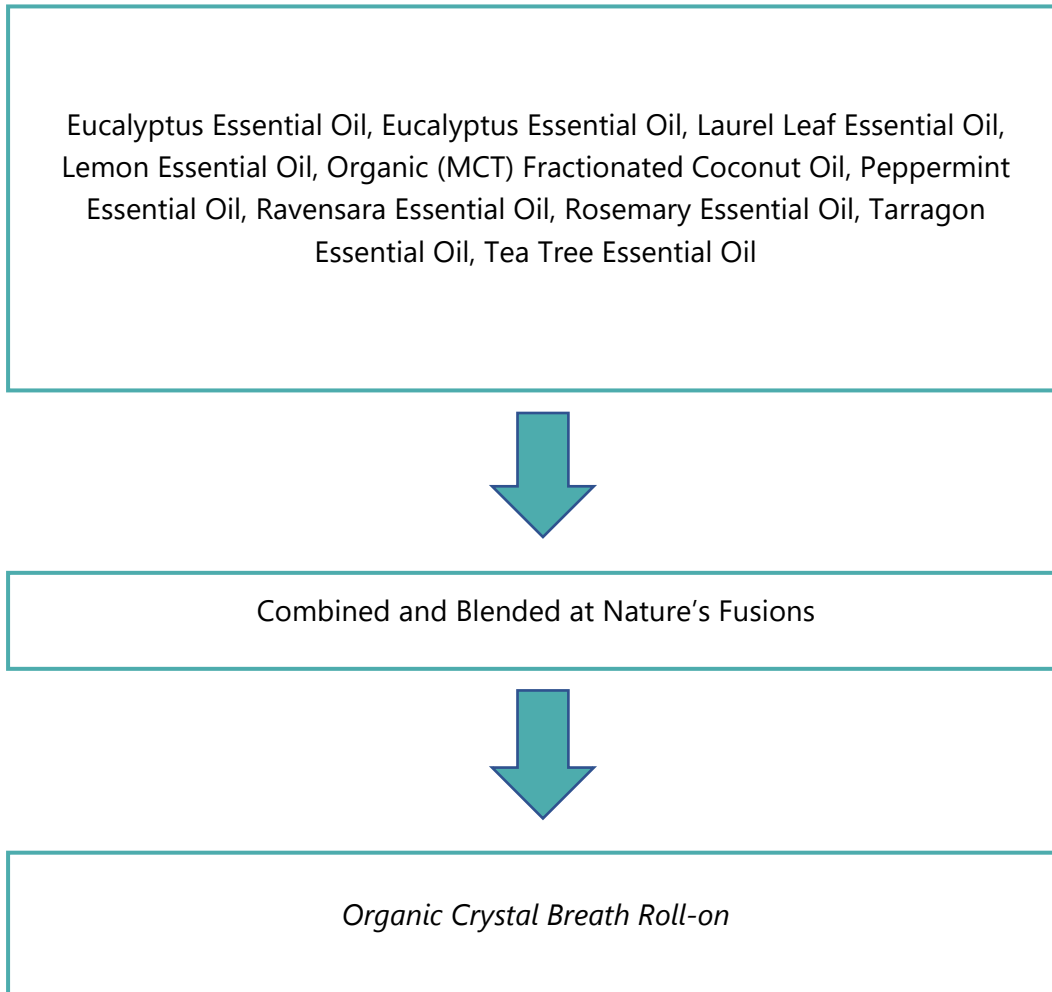 Eucalyptus Essential Oil, Eucalyptus Essential Oil, Laurel Leaf Essential Oil,
Lemon Essential Oil, Organic (MCT) Fractionated Coconut Oil, Peppermint
Essential Oil, Ravensara Essential Oil, Rosemary Essential Oil, Tarragon
Essential Oil, Tea Tree Essential Oil
Combined and Blended at Nature’s Fusions
Organic Crystal Breath Roll-on